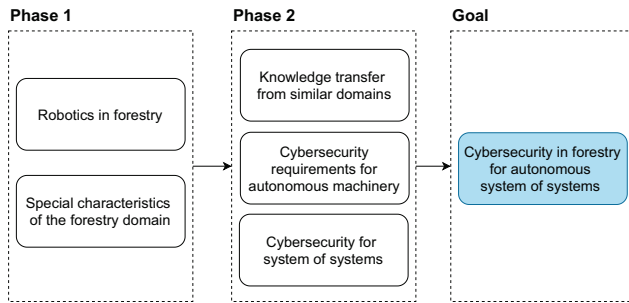 Phase 1
Robotics in forestry
Special characteristics
of the forestry domain
Phase 2
Knowledge transfer
from similar domains
Cybersecurity
requirements for
autonomous machinery
Cybersecurity for
system of systems
Goal
Cybersecurity in forestry
for autonomous
system of systems